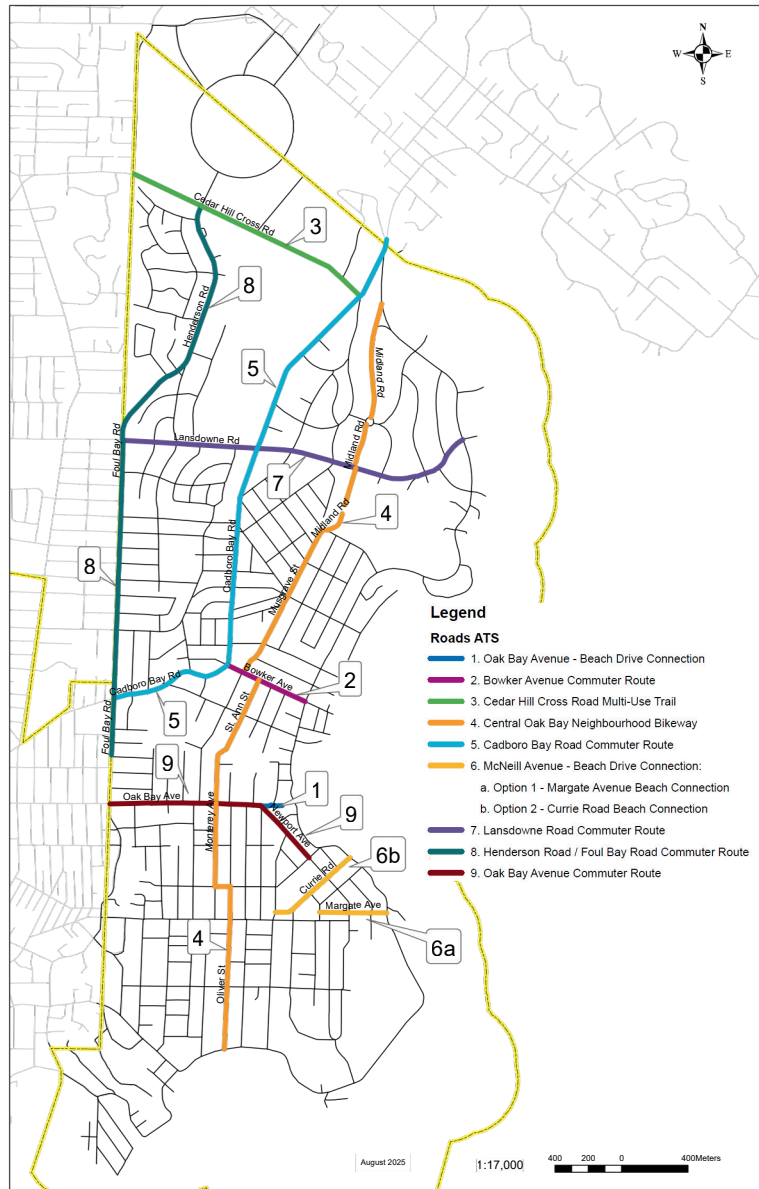 N
W E
S
Cedar Hill Cross Rd
3
8
Henderson Rd
5
Midland Rd
Foul Bay Rd
Lansdowne Rd
Midland Rd
7
Midland Rd
4
Cadboro Bay Rd
8
Musgrave St
Legend
Roads ATS
1. Oak Bay Avenue - Beach Drive Connection
2. Bowker Avenue Commuter Route
3. Cedar Hill Cross Road Multi-Use Trail
4. Central Oak Bay Neighbourhood Bikeway
5. Cadboro Bay Road Commuter Route
6. McNeill Avenue - Beach Drive Connection:
a. Option 1 - Margate Avenue Beach Connection
b. Option 2 - Currie Road Beach Connection
7. Lansdowne Road Commuter Route
8. Henderson Road / Foul Bay Road Commuter Route
9. Oak Bay Avenue Commuter Route
Cadboro Bay Rd
Bowker Ave
2
5
St. Ann St
Foul Bay Rd
9
Oak Bay Ave
1
Newport Ave
9
Monterey Ave
6b
Currie Rd
Margate Ave
6a
4
Oliver St
August 2025
1:17,000
400 200 0 400Meters